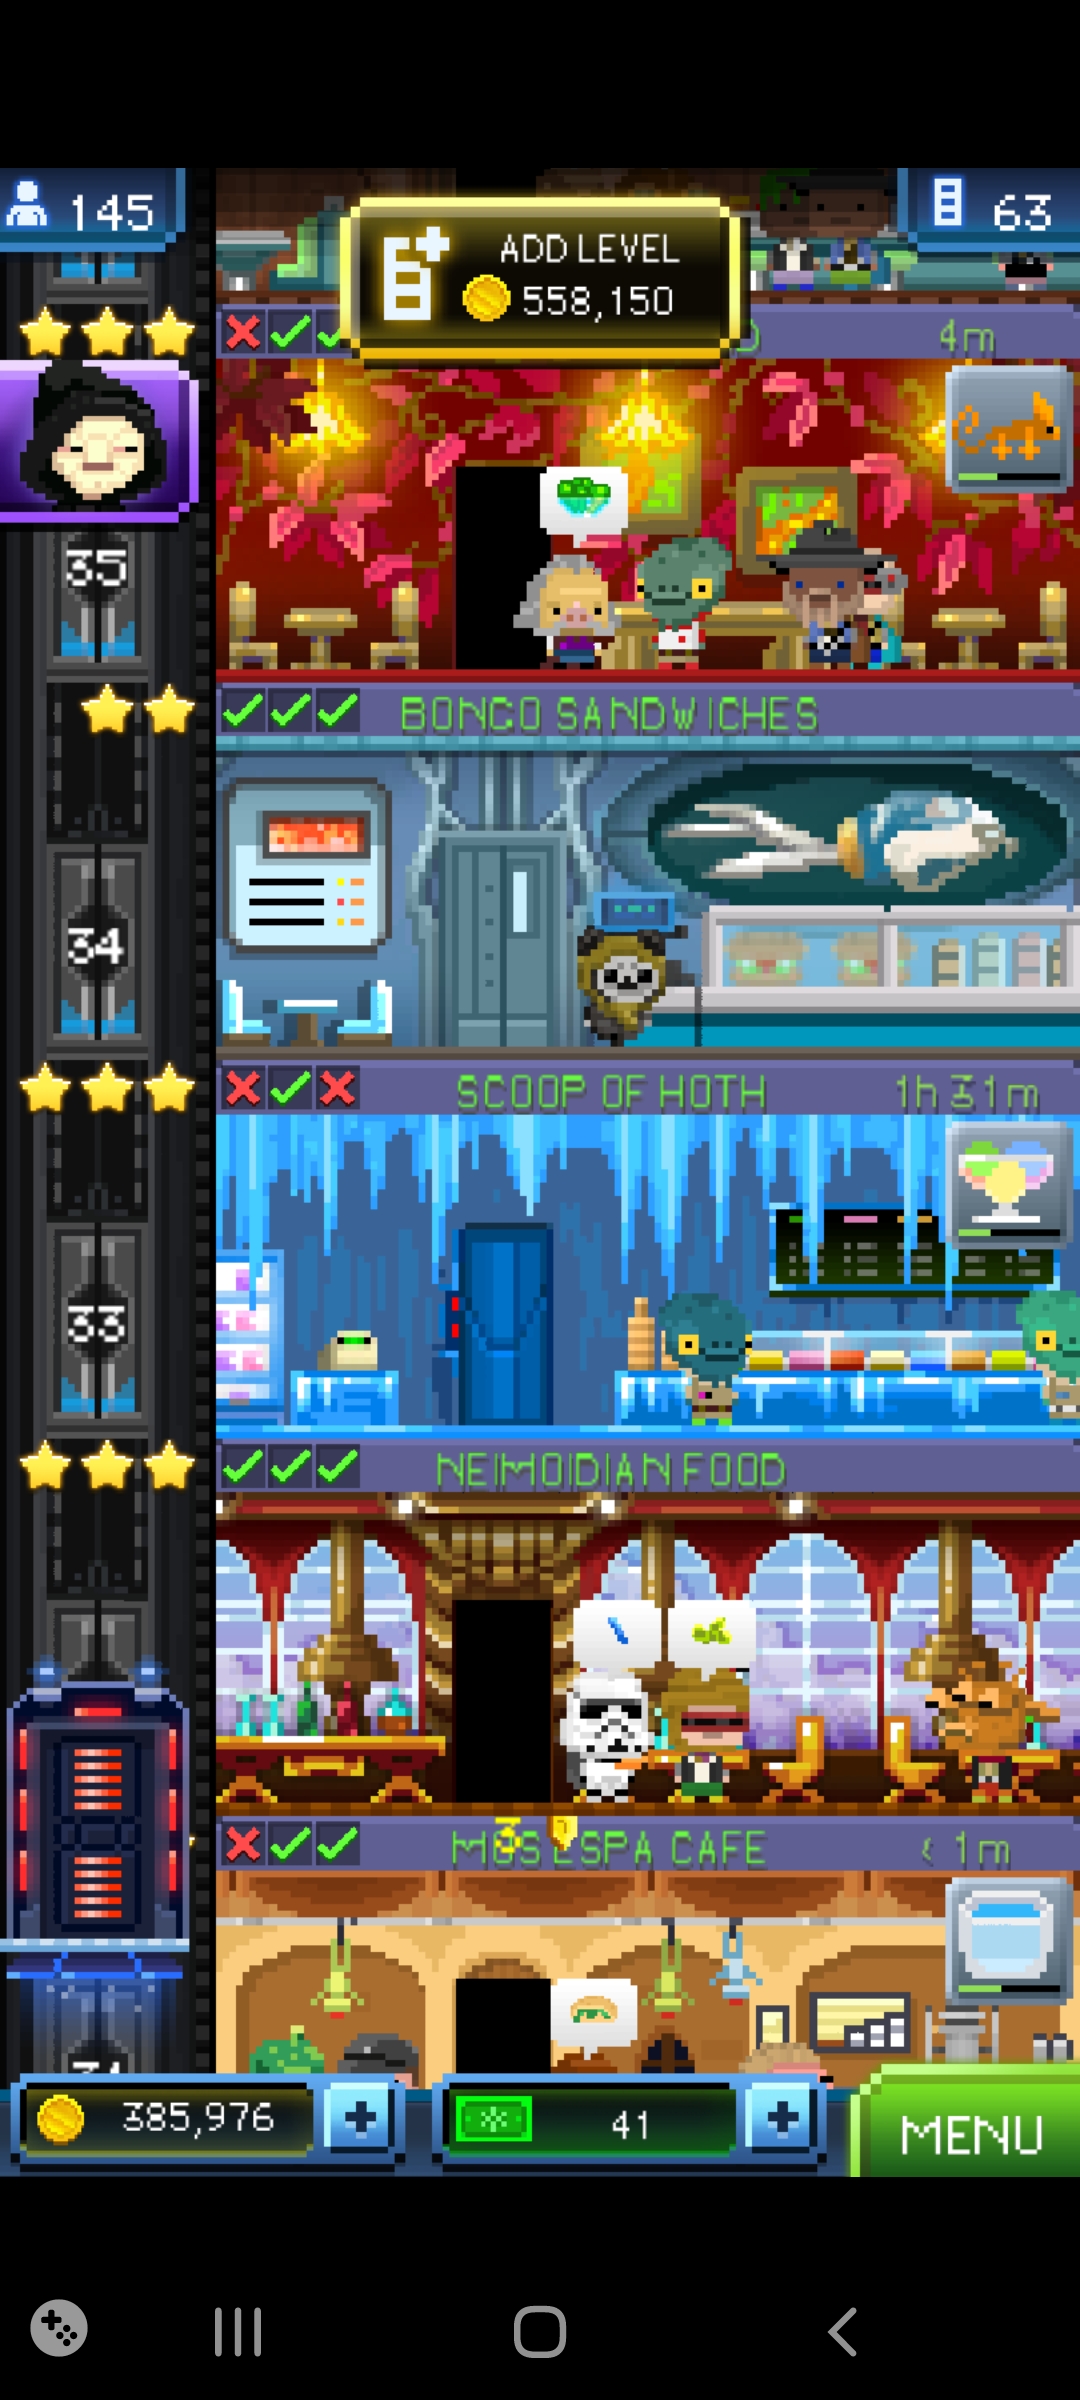 145
ADD LEVEL
558,150
63
4m
35
BONGO SANDWICHES
34
SCOOP OF HOTH
1h 31m
33
NEIMOIDIAN FOOD
3
MOS ESPA CAFE
< 1m
385,976
41
MENU